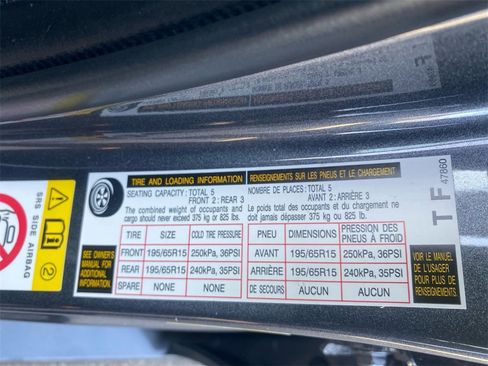 TIRE AND LOADING INFORMATION
SEATING CAPACITY: TOTAL 5
FRONT 2: REAR 3
The combined weight of occupants and
cargo should never exceed 375 kg or 825 lbs.
TIRE SIZE COLD TIRE PRESSURE
FRONT 195/65R15 250kPa, 36PSI
REAR 195/65R15 240kPa, 35PSI
SPARE NONE NONE
SEE OWNER'S
MANUAL FOR
ADDITIONAL
INFORMATION
RENSEIGNEMENTS SUR LES PNEUS ET LE CHARGEMENT
NOMBRE DE PLACES: TOTAL 5
AVANT 2: ARRIÈRE 3
Le poids total des occupants et du chargement ne
doit jamais dépasser 375 kg ou 825 lb.
PNEU DIMENSIONS PRESSION DES
PNEUS À FROID
AVANT 195/65R15 250kPa, 36PSI
ARRIÈRE 195/65R15 240kPa, 35PSI
DE SECOURS AUCUN AUCUN
VOIR LE MANUEL
DE L'USAGER
POUR PLUS DE
RENSEIGNEMENTS
TF
47860
SRS SIDE AIRBAG
2